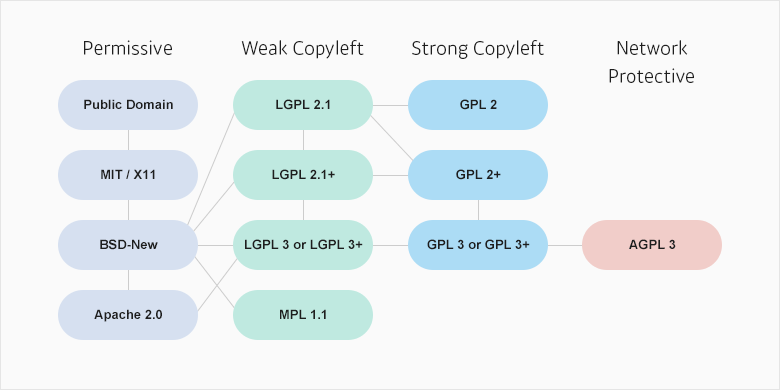 Permissive
Weak Copyleft
Strong Copyleft
Network
Protective
Public Domain
LGPL 2.1
GPL 2
MIT / X11
LGPL 2.1+
GPL 2+
BSD-New
LGPL 3 or LGPL 3+
GPL 3 or GPL 3+
AGPL 3
Apache 2.0
MPL 1.1